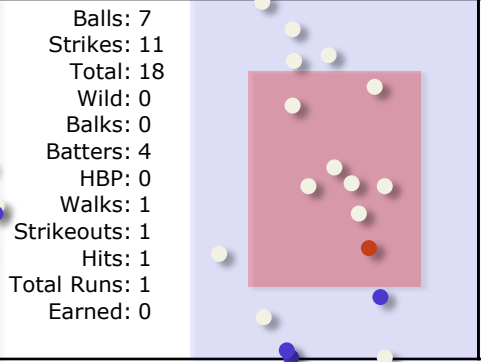 Balls: 7
Strikes: 11
Total: 18
Wild: 0
Balks: 0
Batters: 4
HBP: 0
Walks: 1
Strikeouts: 1
Hits: 1
Total Runs: 1
Earned: 0